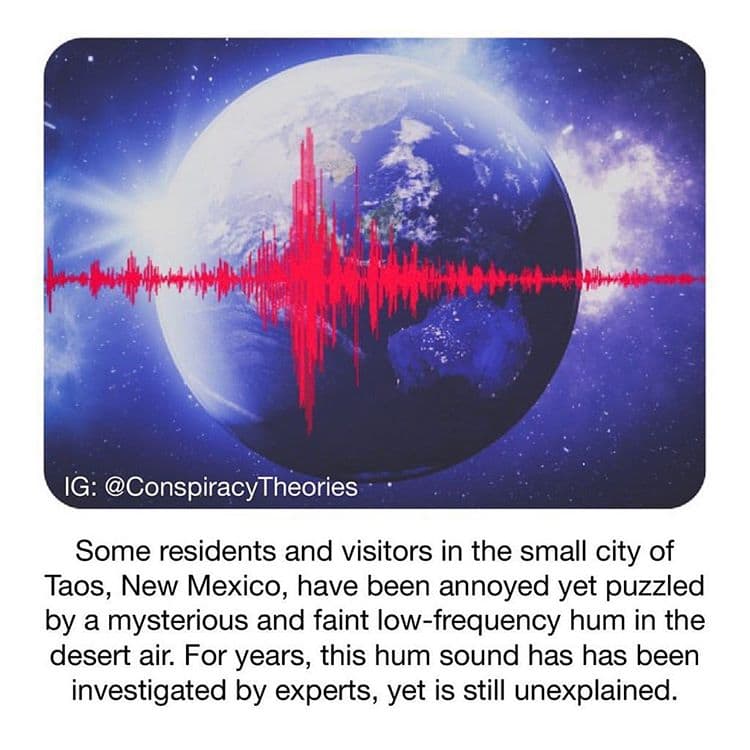 IG: @ConspiracyTheories
Some residents and visitors in the small city of
Taos, New Mexico, have been annoyed yet puzzled
by a mysterious and faint low-frequency hum in the
desert air. For years, this hum sound has has been
investigated by experts, yet is still unexplained.